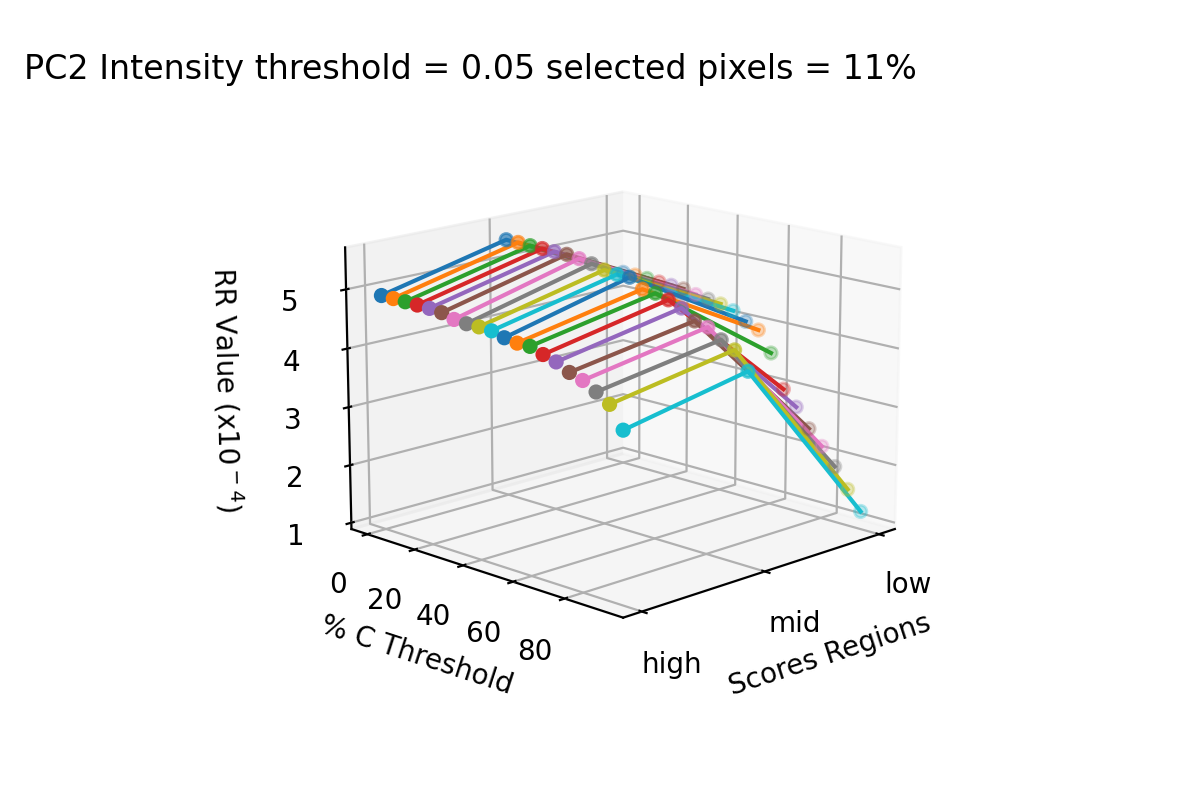 PC2 Intensity threshold = 0.05 selected pixels = 11%
RR Value (x10⁻⁴)
5
4
3
2
1
0
20
40
60
80
% C Threshold
high
mid
low
Scores Regions